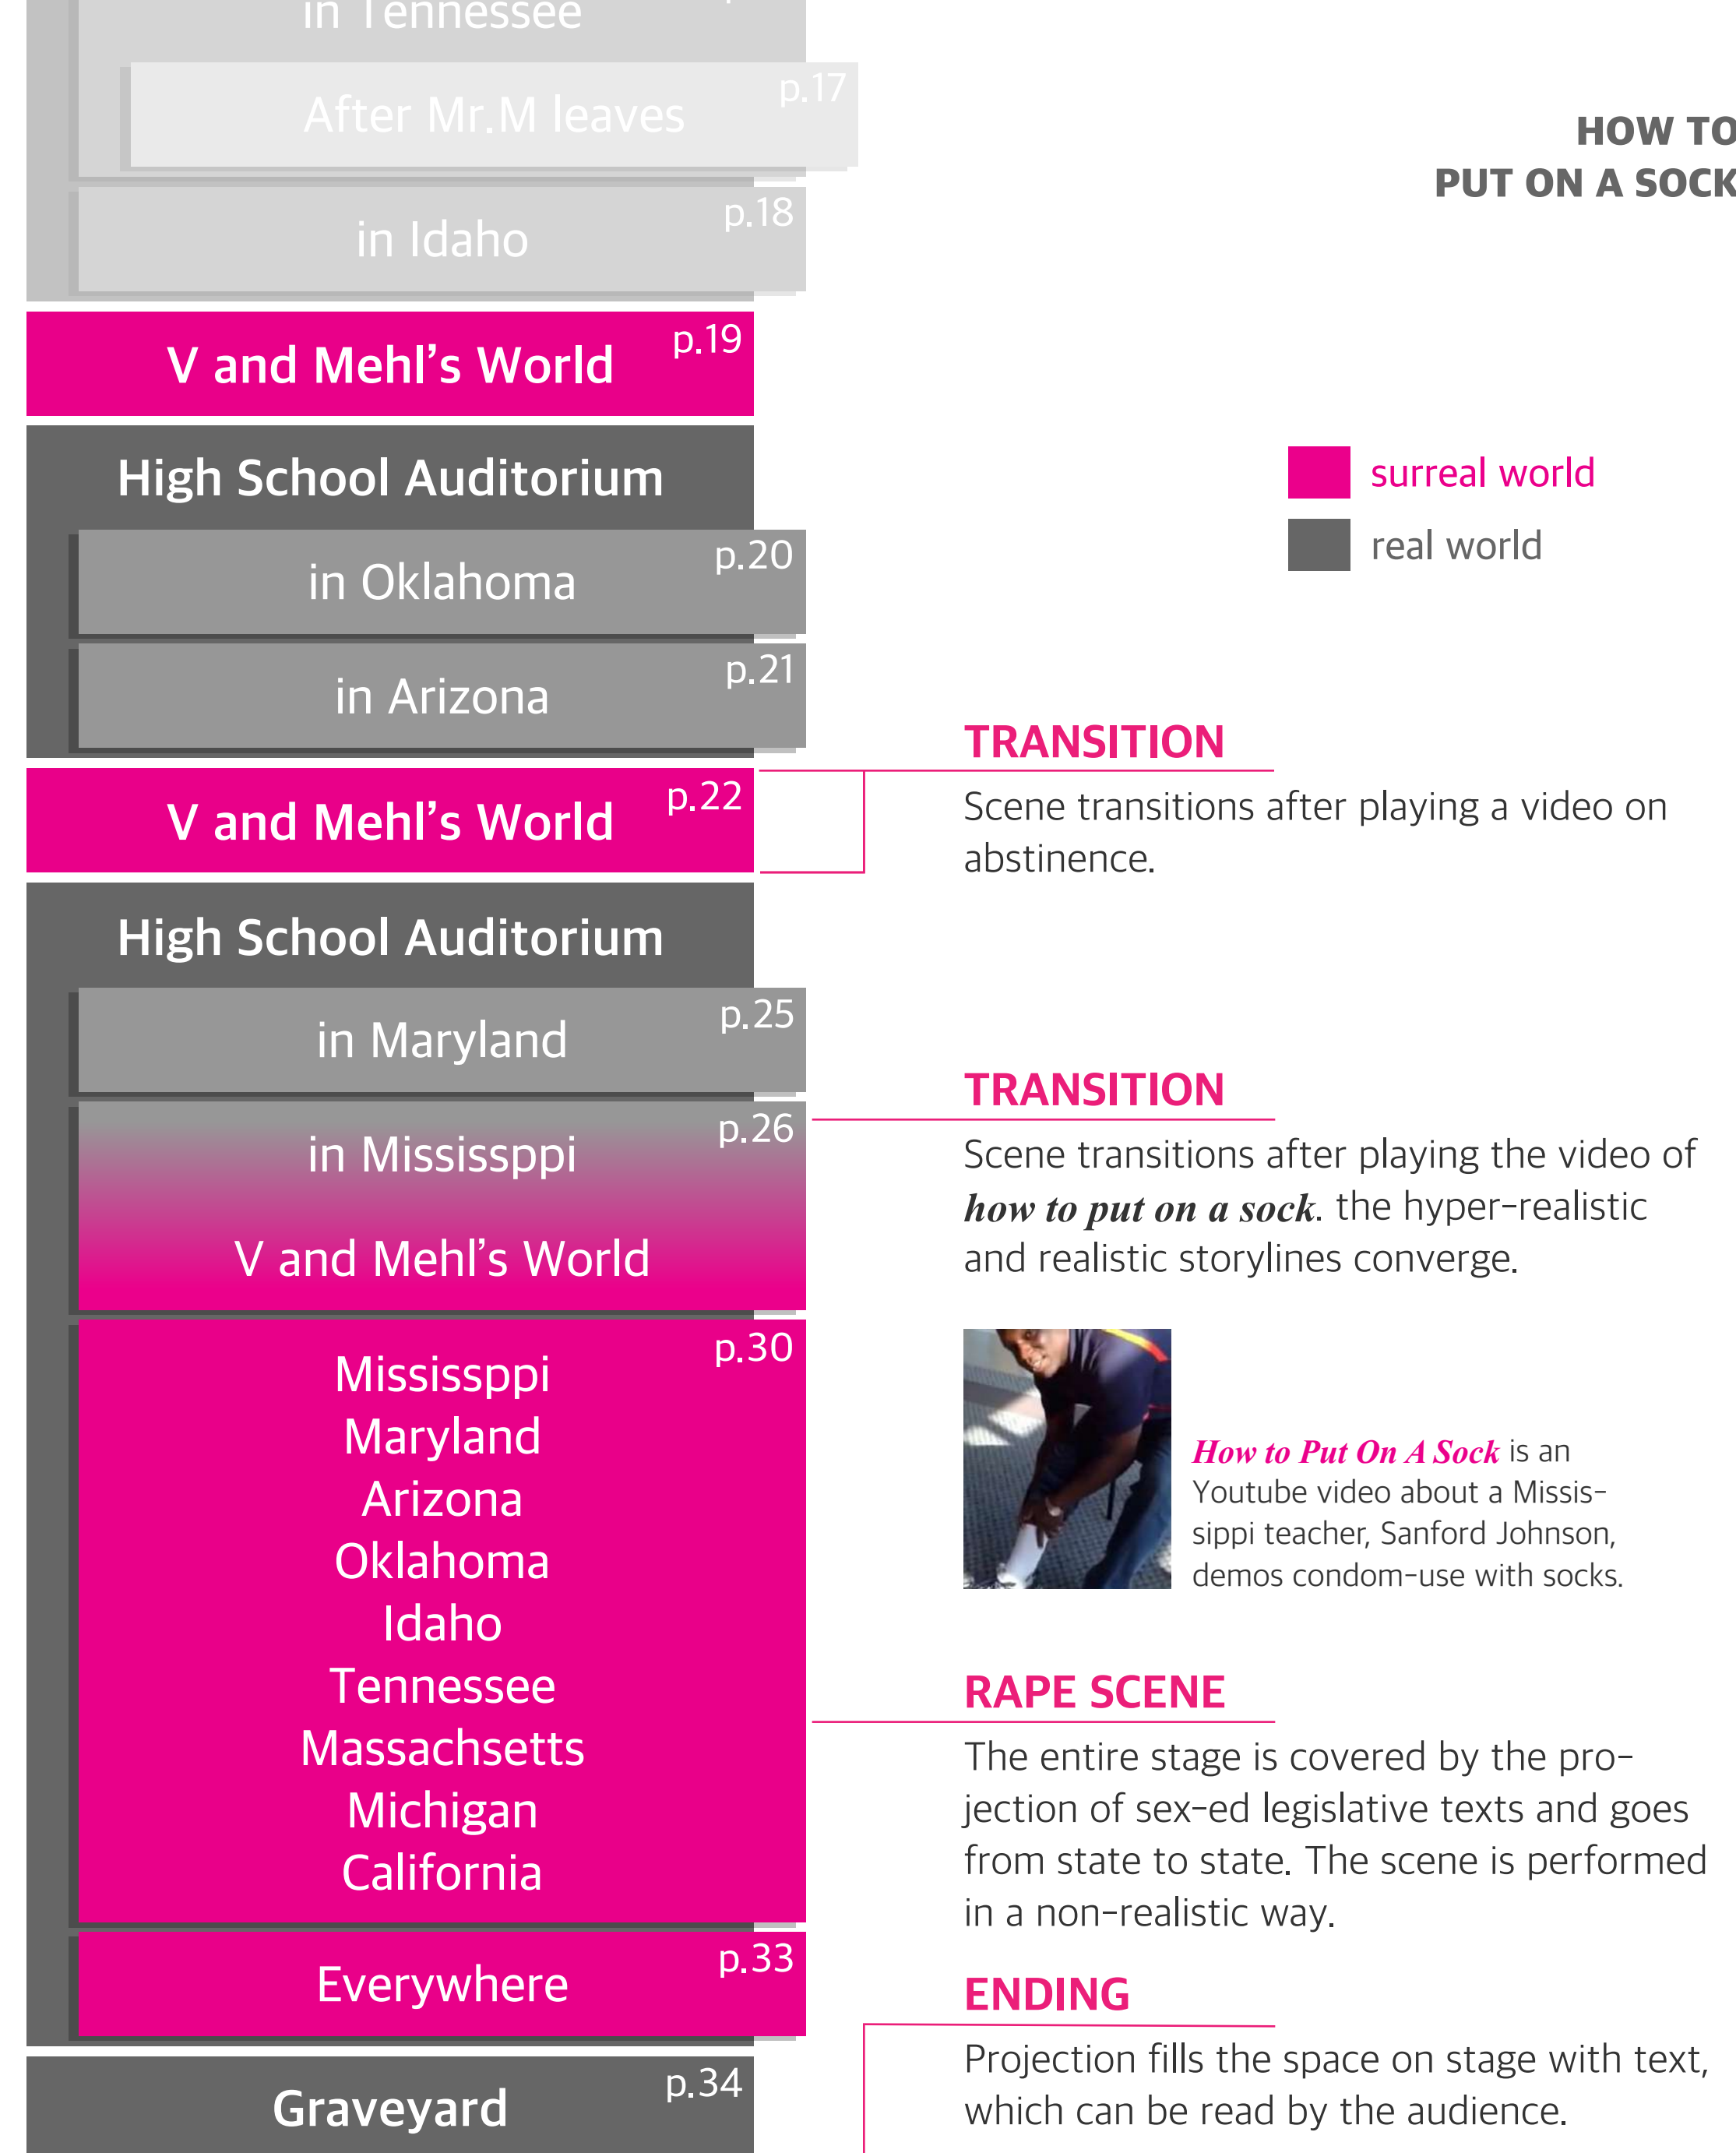 in Tennessee
After Mr.M leaves
p.17
in Idaho
p.18
V and Mehl's World
p.19
High School Auditorium
in Oklahoma
p.20
in Arizona
p.21
V and Mehl's World
p.22
High School Auditorium
in Maryland
p.25
in Mississppi
p.26
V and Mehl's World
Mississppi
p.30
Maryland
Arizona
Oklahoma
Idaho
Tennessee
Massachsetts
Michigan
California
Everywhere
p.33
Graveyard
p.34
HOW TO
PUT ON A SOCK
surreal world
real world
TRANSITION
Scene transitions after playing a video on
abstinence.
TRANSITION
Scene transitions after playing the video of
how to put on a sock. the hyper-realistic
and realistic storylines converge.
How to Put On A Sock is an
Youtube video about a Missis-
sippi teacher, Sanford Johnson,
demos condom-use with socks.
RAPE SCENE
The entire stage is covered by the pro-
jection of sex-ed legislative texts and goes
from state to state. The scene is performed
in a non-realistic way.
ENDING
Projection fills the space on stage with text,
which can be read by the audience.